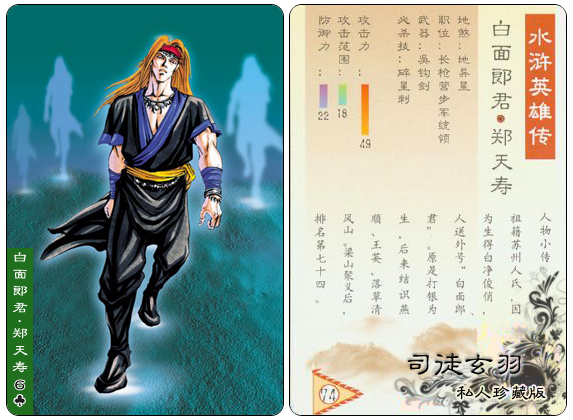 白面郎君·郑天寿 6
水浒英雄传
白面郎君 郑天寿
地煞：地异星
职位：长枪营步军统领
武器：吳钩剑
必杀技：碎星刺
攻击力：
49
攻击范围：
18
防御力：
22
人物小传
祖籍苏州人氏，因
为生得白净俊俏，
人送外号“白面郎
君”。原是打银为
生，后来结识燕
顺、王英，落草清
风山。梁山聚义后，
排名第七十四。
司徒玄羽
私人珍藏版